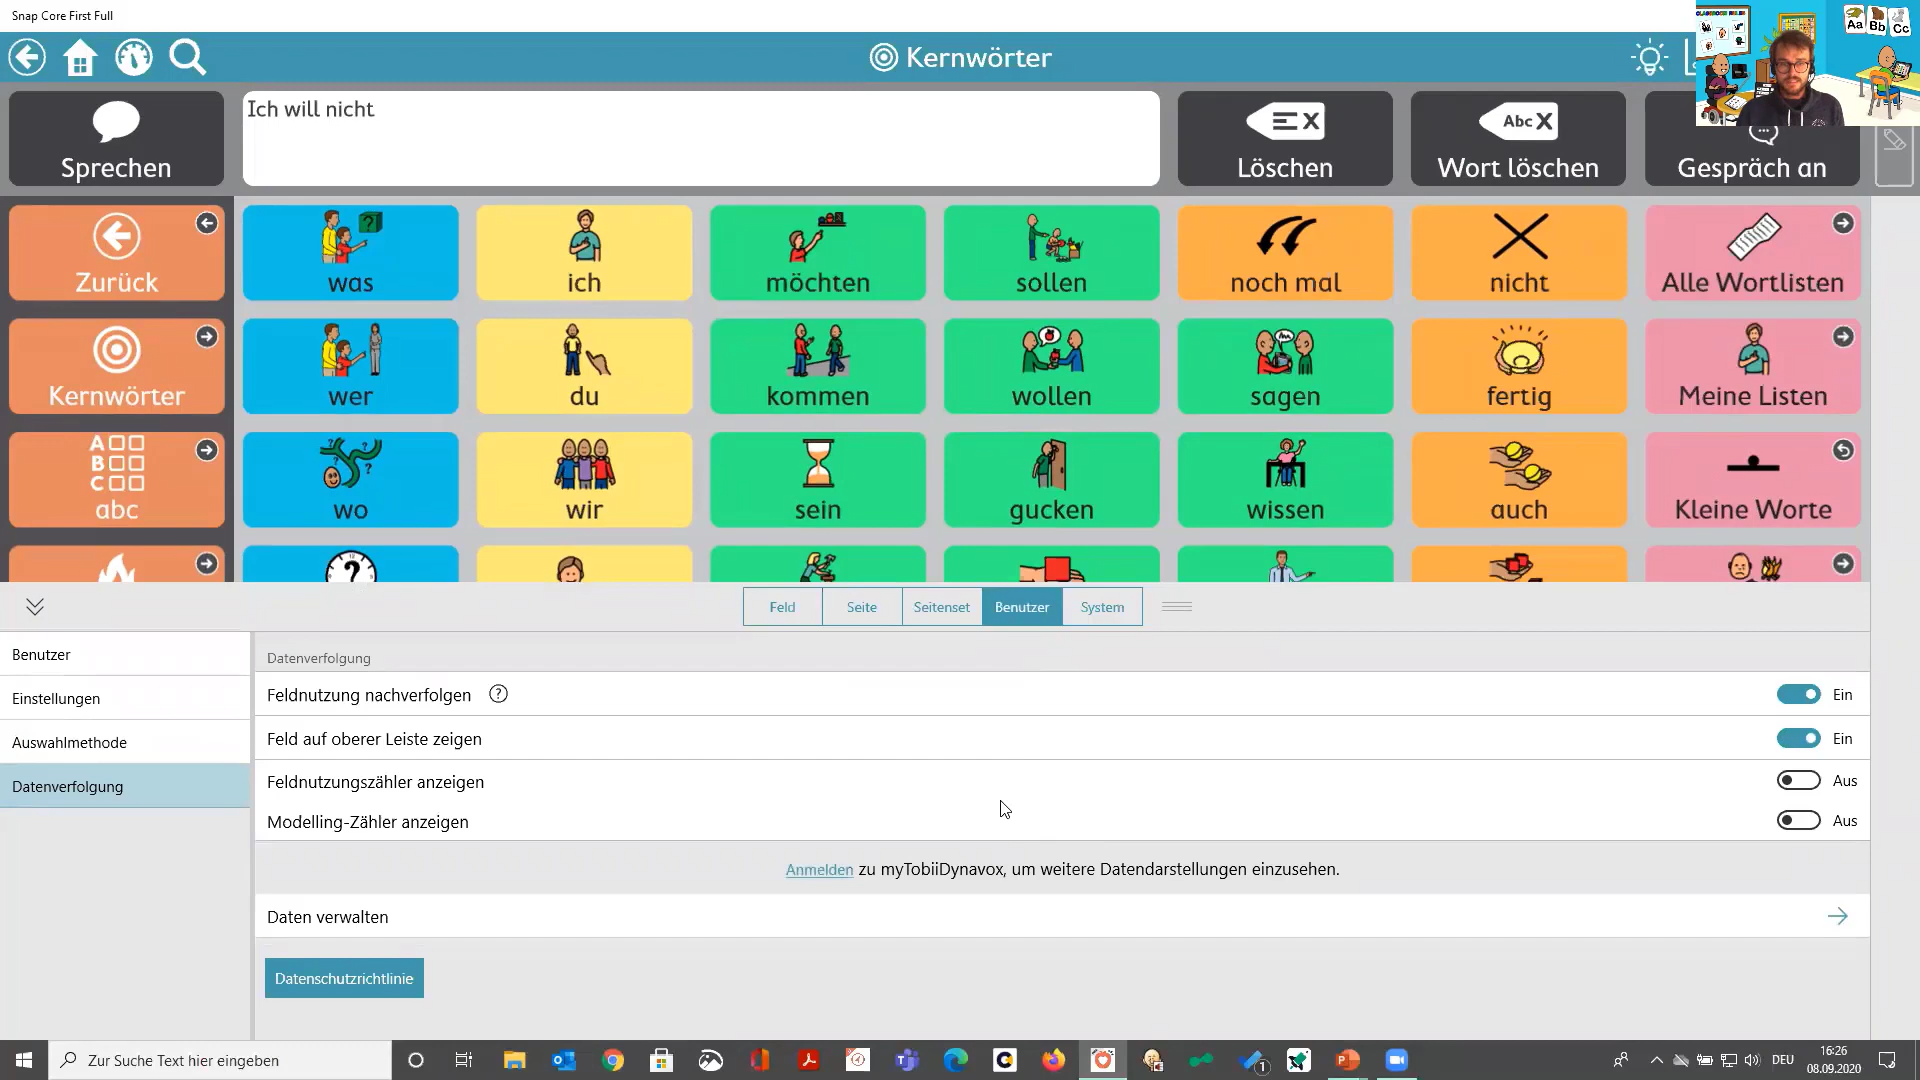 Snap Core First Full
Kernwörter
Aa Bb Cc
Sprechen
Ich will nicht
Löschen
Abc X
Wort löschen
Gespräch an
Zurück
was
ich
möchten
sollen
noch mal
nicht
Alle Wortlisten
Kernwörter
wer
du
kommen
wollen
sagen
fertig
Meine Listen
A
B
C
abc
wo
wir
sein
gucken
wissen
auch
Kleine Worte
Feld
Seite
Seitenset
Benutzer
System
Benutzer
Einstellungen
Auswahlmethode
Datenverfolgung
Datenverfolgung
Feldnutzung nachverfolgen ?
Ein
Feld auf oberer Leiste zeigen
Ein
Feldnutzungszähler anzeigen
Aus
Modelling-Zähler anzeigen
Aus
Anmelden zu myTobiiDynavox, um weitere Datendarstellungen einzusehen.
Daten verwalten
Datenschutzrichtlinie
Zur Suche Text hier eingeben
1
DEU
16:26
08.09.2020